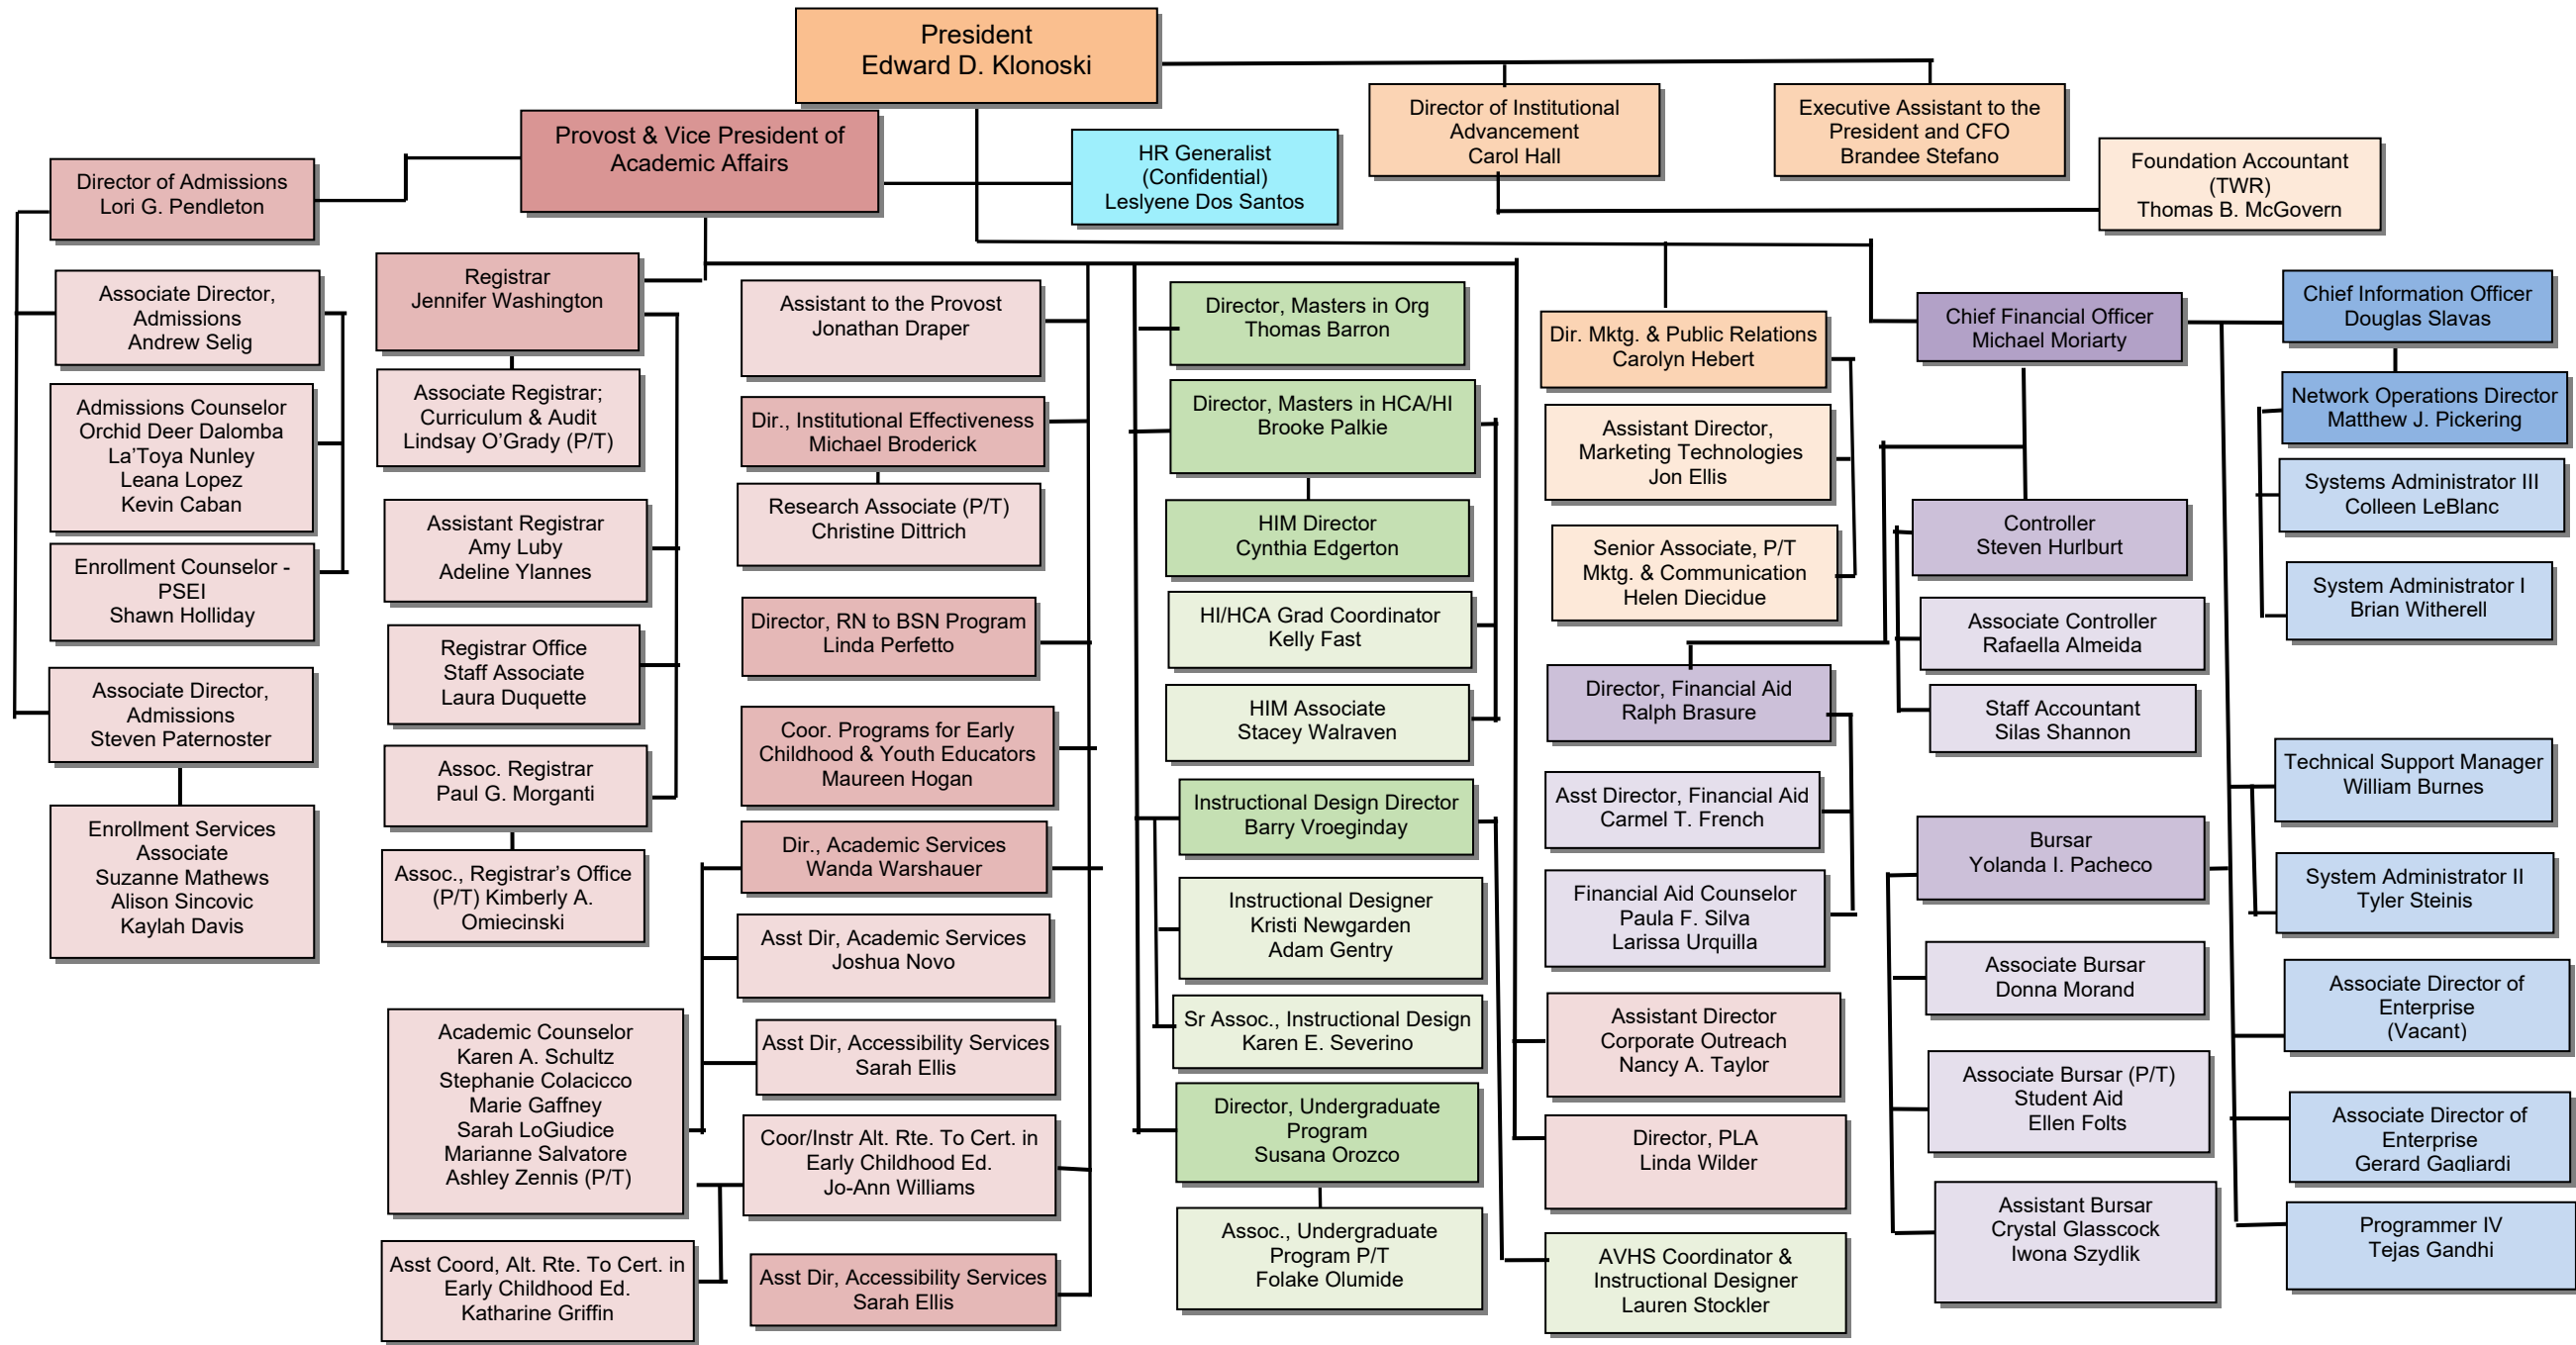 President
Edward D. Klonoski
Provost & Vice President of
Academic Affairs
HR Generalist
(Confidential)
Leslyene Dos Santos
Director of Institutional
Advancement
Carol Hall
Executive Assistant to the
President and CFO
Brandee Stefano
Foundation Accountant
(TWR)
Thomas B. McGovern
Director of Admissions
Lori G. Pendleton
Associate Director,
Admissions
Andrew Selig
Admissions Counselor
Orchid Deer Dalomba
La’Toya Nunley
Leana Lopez
Kevin Caban
Enrollment Counselor -
PSEI
Shawn Holliday
Associate Director,
Admissions
Steven Paternoster
Enrollment Services
Associate
Suzanne Mathews
Alison Sincovic
Kaylah Davis
Registrar
Jennifer Washington
Associate Registrar;
Curriculum & Audit
Lindsay O’Grady (P/T)
Assistant Registrar
Amy Luby
Adeline Ylannes
Registrar Office
Staff Associate
Laura Duquette
Assoc. Registrar
Paul G. Morganti
Assoc., Registrar’s Office
(P/T) Kimberly A.
Omiecinski
Academic Counselor
Karen A. Schultz
Stephanie Colacicco
Marie Gaffney
Sarah LoGiudice
Marianne Salvatore
Ashley Zennis (P/T)
Asst Coord, Alt. Rte. To Cert. in
Early Childhood Ed.
Katharine Griffin
Assistant to the Provost
Jonathan Draper
Dir., Institutional Effectiveness
Michael Broderick
Research Associate (P/T)
Christine Dittrich
Director, RN to BSN Program
Linda Perfetto
Coor. Programs for Early
Childhood & Youth Educators
Maureen Hogan
Dir., Academic Services
Wanda Warshauer
Asst Dir, Academic Services
Joshua Novo
Asst Dir, Accessibility Services
Sarah Ellis
Coor/Instr Alt. Rte. To Cert. in
Early Childhood Ed.
Jo-Ann Williams
Asst Dir, Accessibility Services
Sarah Ellis
Director, Masters in Org
Thomas Barron
Director, Masters in HCA/HI
Brooke Palkie
HIM Director
Cynthia Edgerton
HI/HCA Grad Coordinator
Kelly Fast
HIM Associate
Stacey Walraven
Instructional Design Director
Barry Vroeginday
Instructional Designer
Kristi Newgarden
Adam Gentry
Sr Assoc., Instructional Design
Karen E. Severino
Director, Undergraduate
Program
Susana Orozco
Assoc., Undergraduate
Program P/T
Folake Olumide
Dir. Mktg. & Public Relations
Carolyn Hebert
Assistant Director,
Marketing Technologies
Jon Ellis
Senior Associate, P/T
Mktg. & Communication
Helen Diecidue
Director, Financial Aid
Ralph Brasure
Asst Director, Financial Aid
Carmel T. French
Financial Aid Counselor
Paula F. Silva
Larissa Urquilla
Assistant Director
Corporate Outreach
Nancy A. Taylor
Director, PLA
Linda Wilder
AVHS Coordinator &
Instructional Designer
Lauren Stockler
Chief Financial Officer
Michael Moriarty
Controller
Steven Hurlburt
Associate Controller
Rafaella Almeida
Staff Accountant
Silas Shannon
Bursar
Yolanda I. Pacheco
Associate Bursar
Donna Morand
Associate Bursar (P/T)
Student Aid
Ellen Folts
Assistant Bursar
Crystal Glasscock
Iwona Szydlik
Chief Information Officer
Douglas Slavas
Network Operations Director
Matthew J. Pickering
Systems Administrator III
Colleen LeBlanc
System Administrator I
Brian Witherell
Technical Support Manager
William Burnes
System Administrator II
Tyler Steinis
Associate Director of
Enterprise
(Vacant)
Associate Director of
Enterprise
Gerard Gagliardi
Programmer IV
Tejas Gandhi